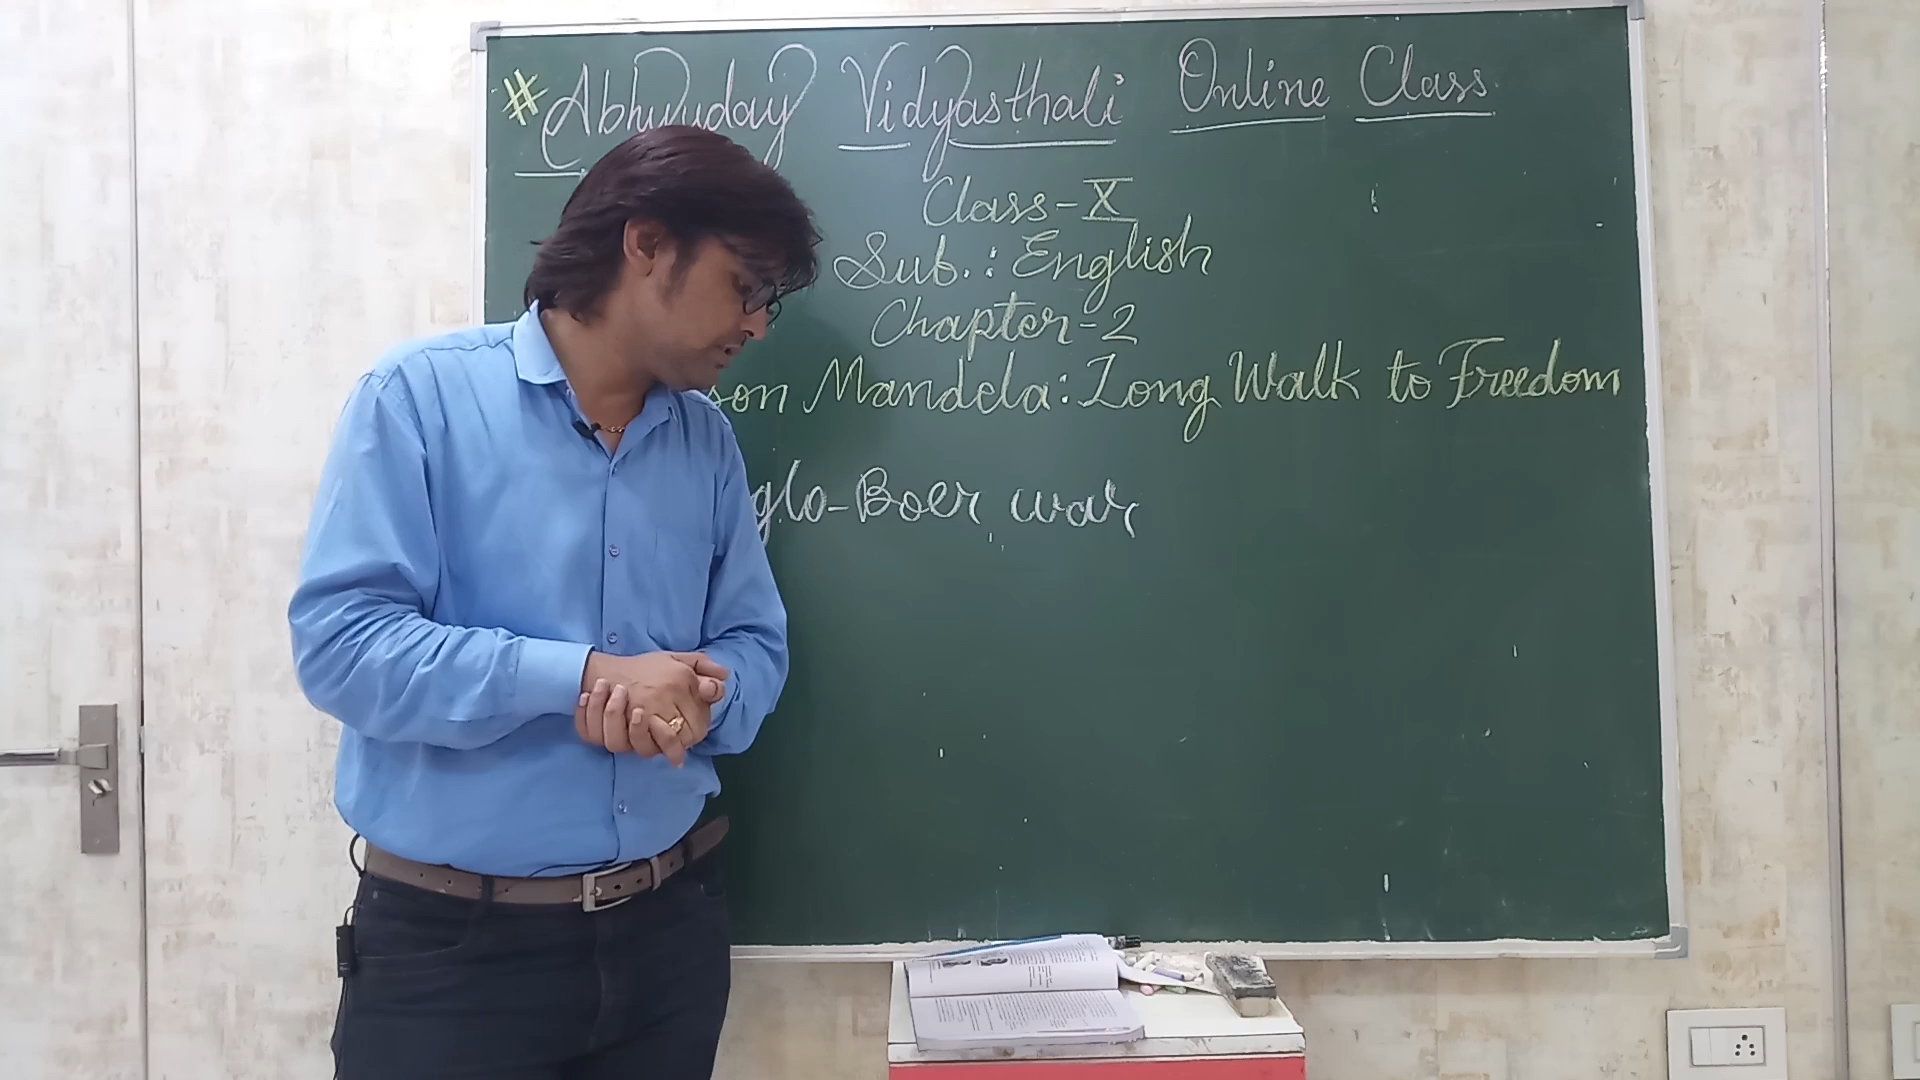 # Abhyuday Vidyasthali Online Class
Class-X
Sub.: English
Chapter-2
son Mandela: Long Walk to Freedom
glo-Boer war